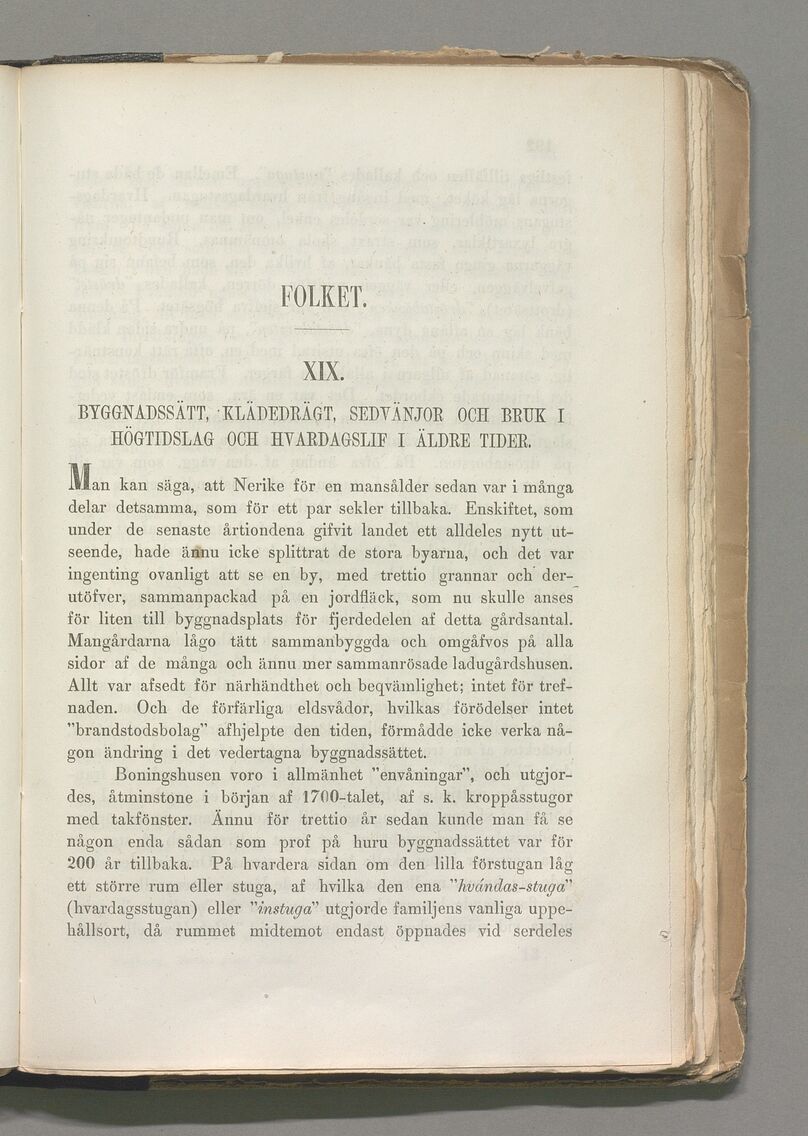 FOLKET.
XIX.
BYGGNADSSÄTT, KLÄDEDRÄGT, SEDVÄNJOR OCH BRUK I
HÖGTIDSLAG OCH HVARDAGSLIF I ÄLDRE TIDER.
Man kan säga, att Nerike för en mansålder sedan var i många
delar detsamma, som för ett par sekler tillbaka. Enskiftet, som
under de senaste årtiondena gifvit landet ett alldeles nytt ut-
seende, hade ännu icke splittrat de stora byarna, och det var
ingenting ovanligt att se en by, med trettio grannar och der-
utöfver, sammanpackad på en jordfläck, som nu skulle anses
för liten till byggnadsplats för fjerdedelen af detta gårdsantal.
Mangårdarna lågo tätt sammanbyggda och omgåfvos på alla
sidor af de många och ännu mer sammanrösade ladugårdshusen.
Allt var afsedt för närhändthet och beqvämlighet; intet för tref-
naden. Och de förfärliga eldsvådor, hvilkas förödelser intet
"brandstodsbolag" afhjelpte den tiden, förmådde icke verka nå-
gon ändring i det vedertagna byggnadssättet.
Boningshusen voro i allmänhet "envåningar", och utgjor-
des, åtminstone i början af 1700-talet, af s. k. kroppåsstugor
med takfönster. Ännu för trettio år sedan kunde man få se
någon enda sådan som prof på huru byggnadssättet var för
200 år tillbaka. På hvardera sidan om den lilla förstugan låg
ett större rum eller stuga, af hvilka den ena "hvándas-stuga"
(hvardagsstugan) eller "instuga" utgjorde familjens vanliga uppe-
hållsort, då rummet midtemot endast öppnades vid serdeles